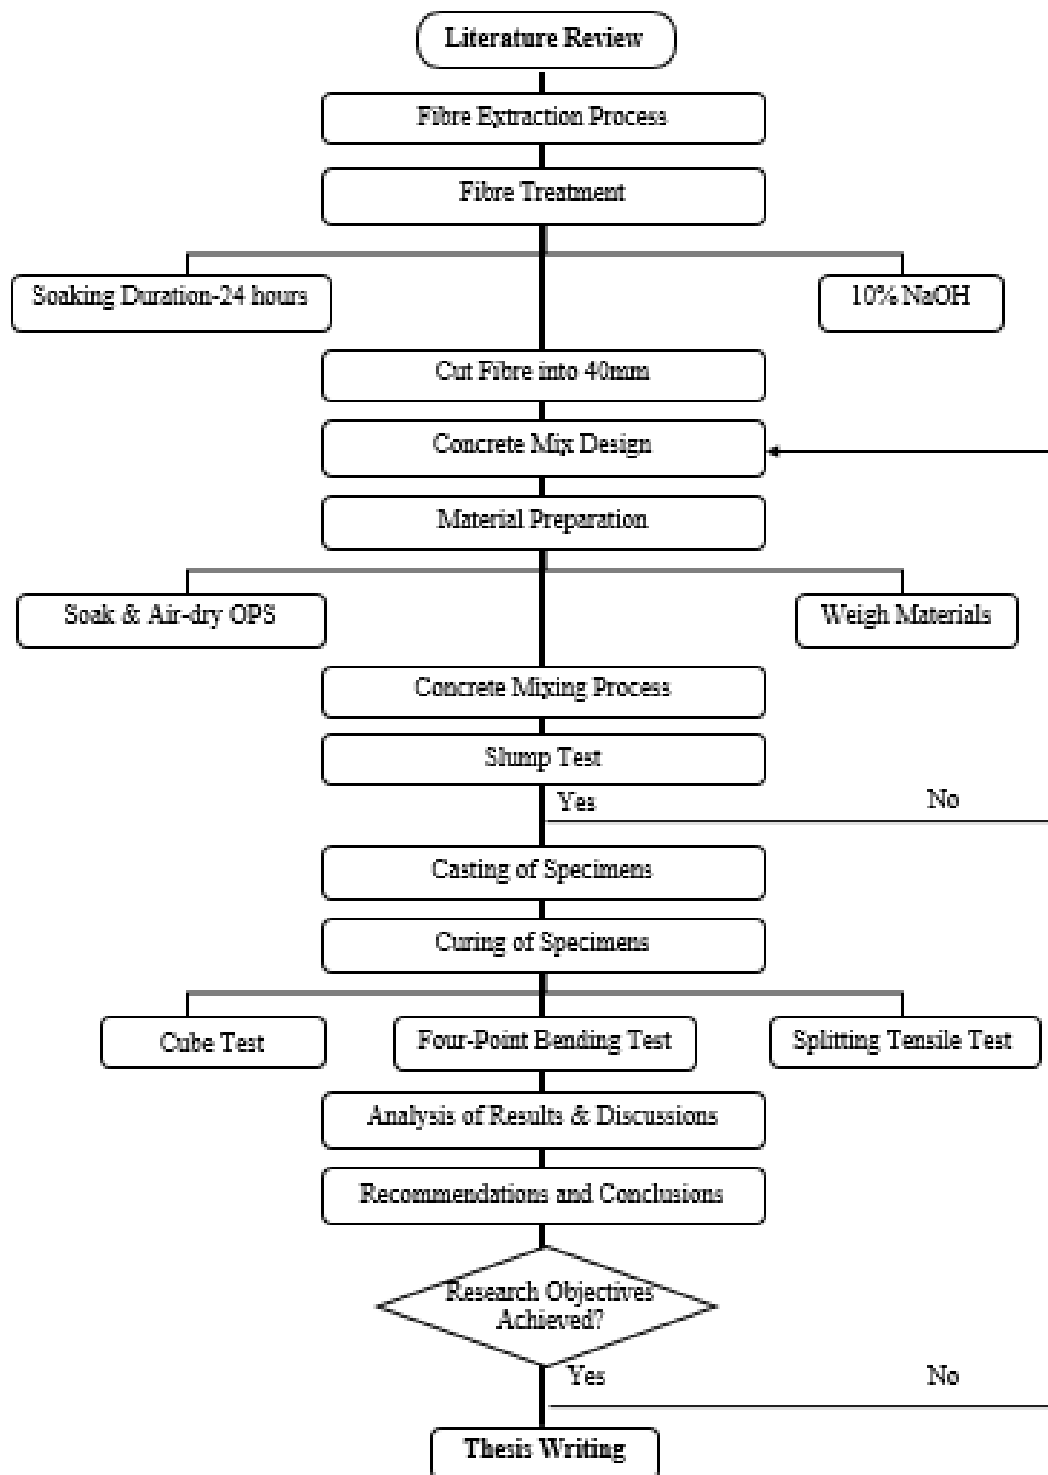 Literature Review
Fibre Extraction Process
Fibre Treatment
Soaking Duration-24 hours
10% NaOH
Cut Fibre into 40mm
Concrete Mix Design
Material Preparation
Soak & Air-dry OPS
Weigh Materials
Concrete Mixing Process
Slump Test
Yes
No
Casting of Specimens
Curing of Specimens
Cube Test
Four-Point Bending Test
Splitting Tensile Test
Analysis of Results & Discussions
Recommendations and Conclusions
Research Objectives
Achieved?
Yes
No
Thesis Writing